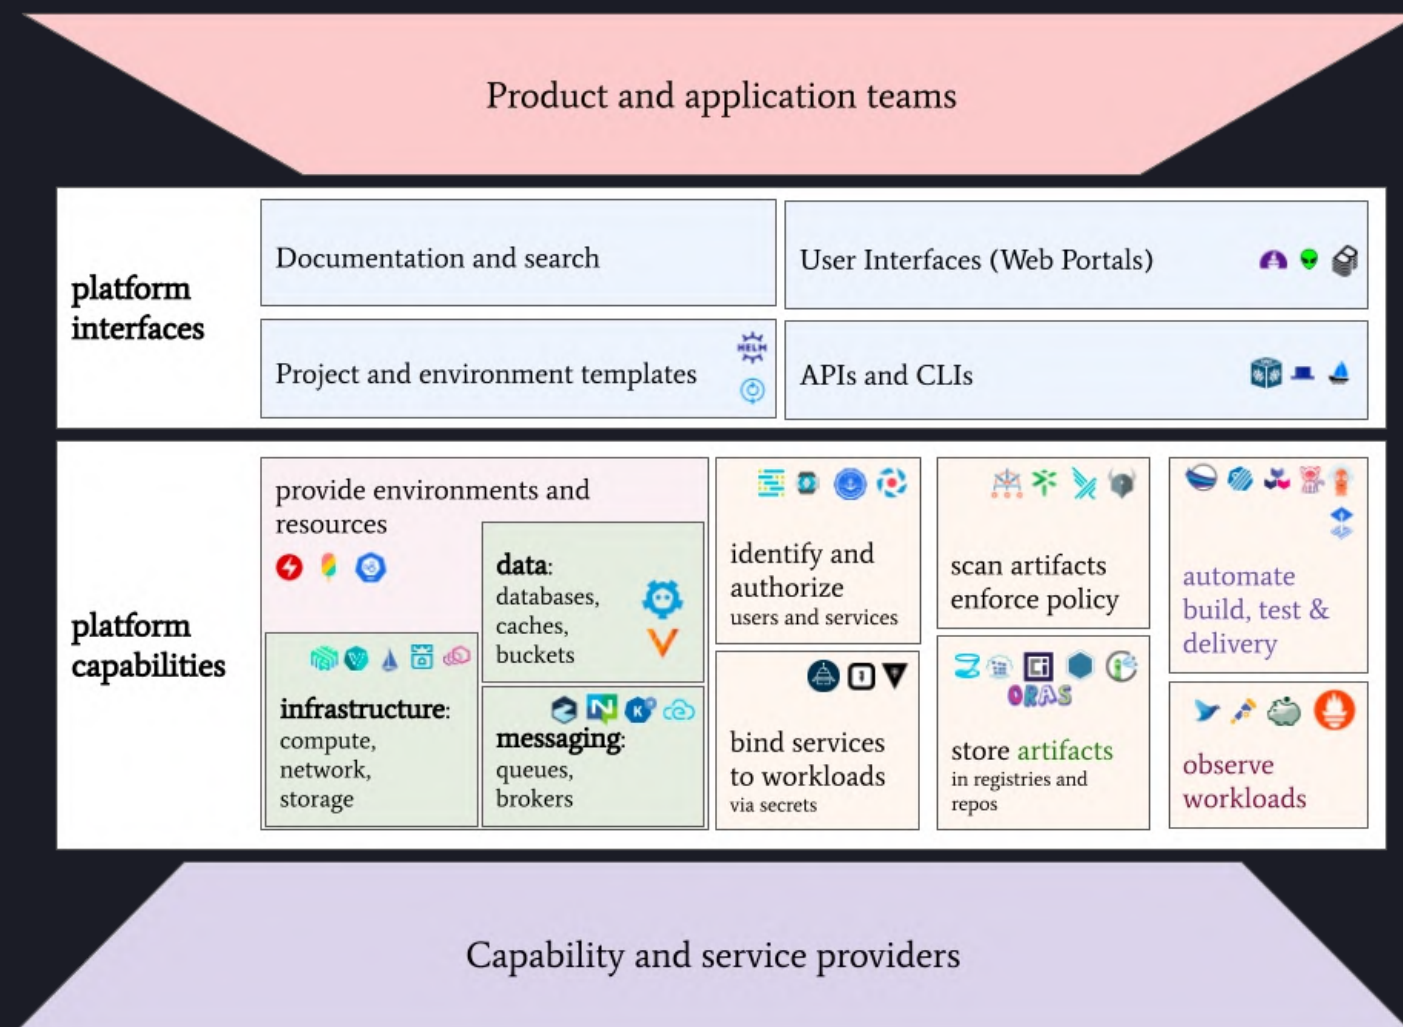 Product and application teams
platform
interfaces
Documentation and search
User Interfaces (Web Portals)
Project and environment templates
HELM
APIs and CLIs
platform
capabilities
provide environments and
resources
data:
databases,
caches,
buckets
infrastructure:
compute,
network,
storage
N
K
messaging:
queues,
brokers
identify and
authorize
users and services
bind services
to workloads
via secrets
scan artifacts
enforce policy
Ci
ORAS
store artifacts
in registries and
repos
automate
build, test &
delivery
observe
workloads
Capability and service providers